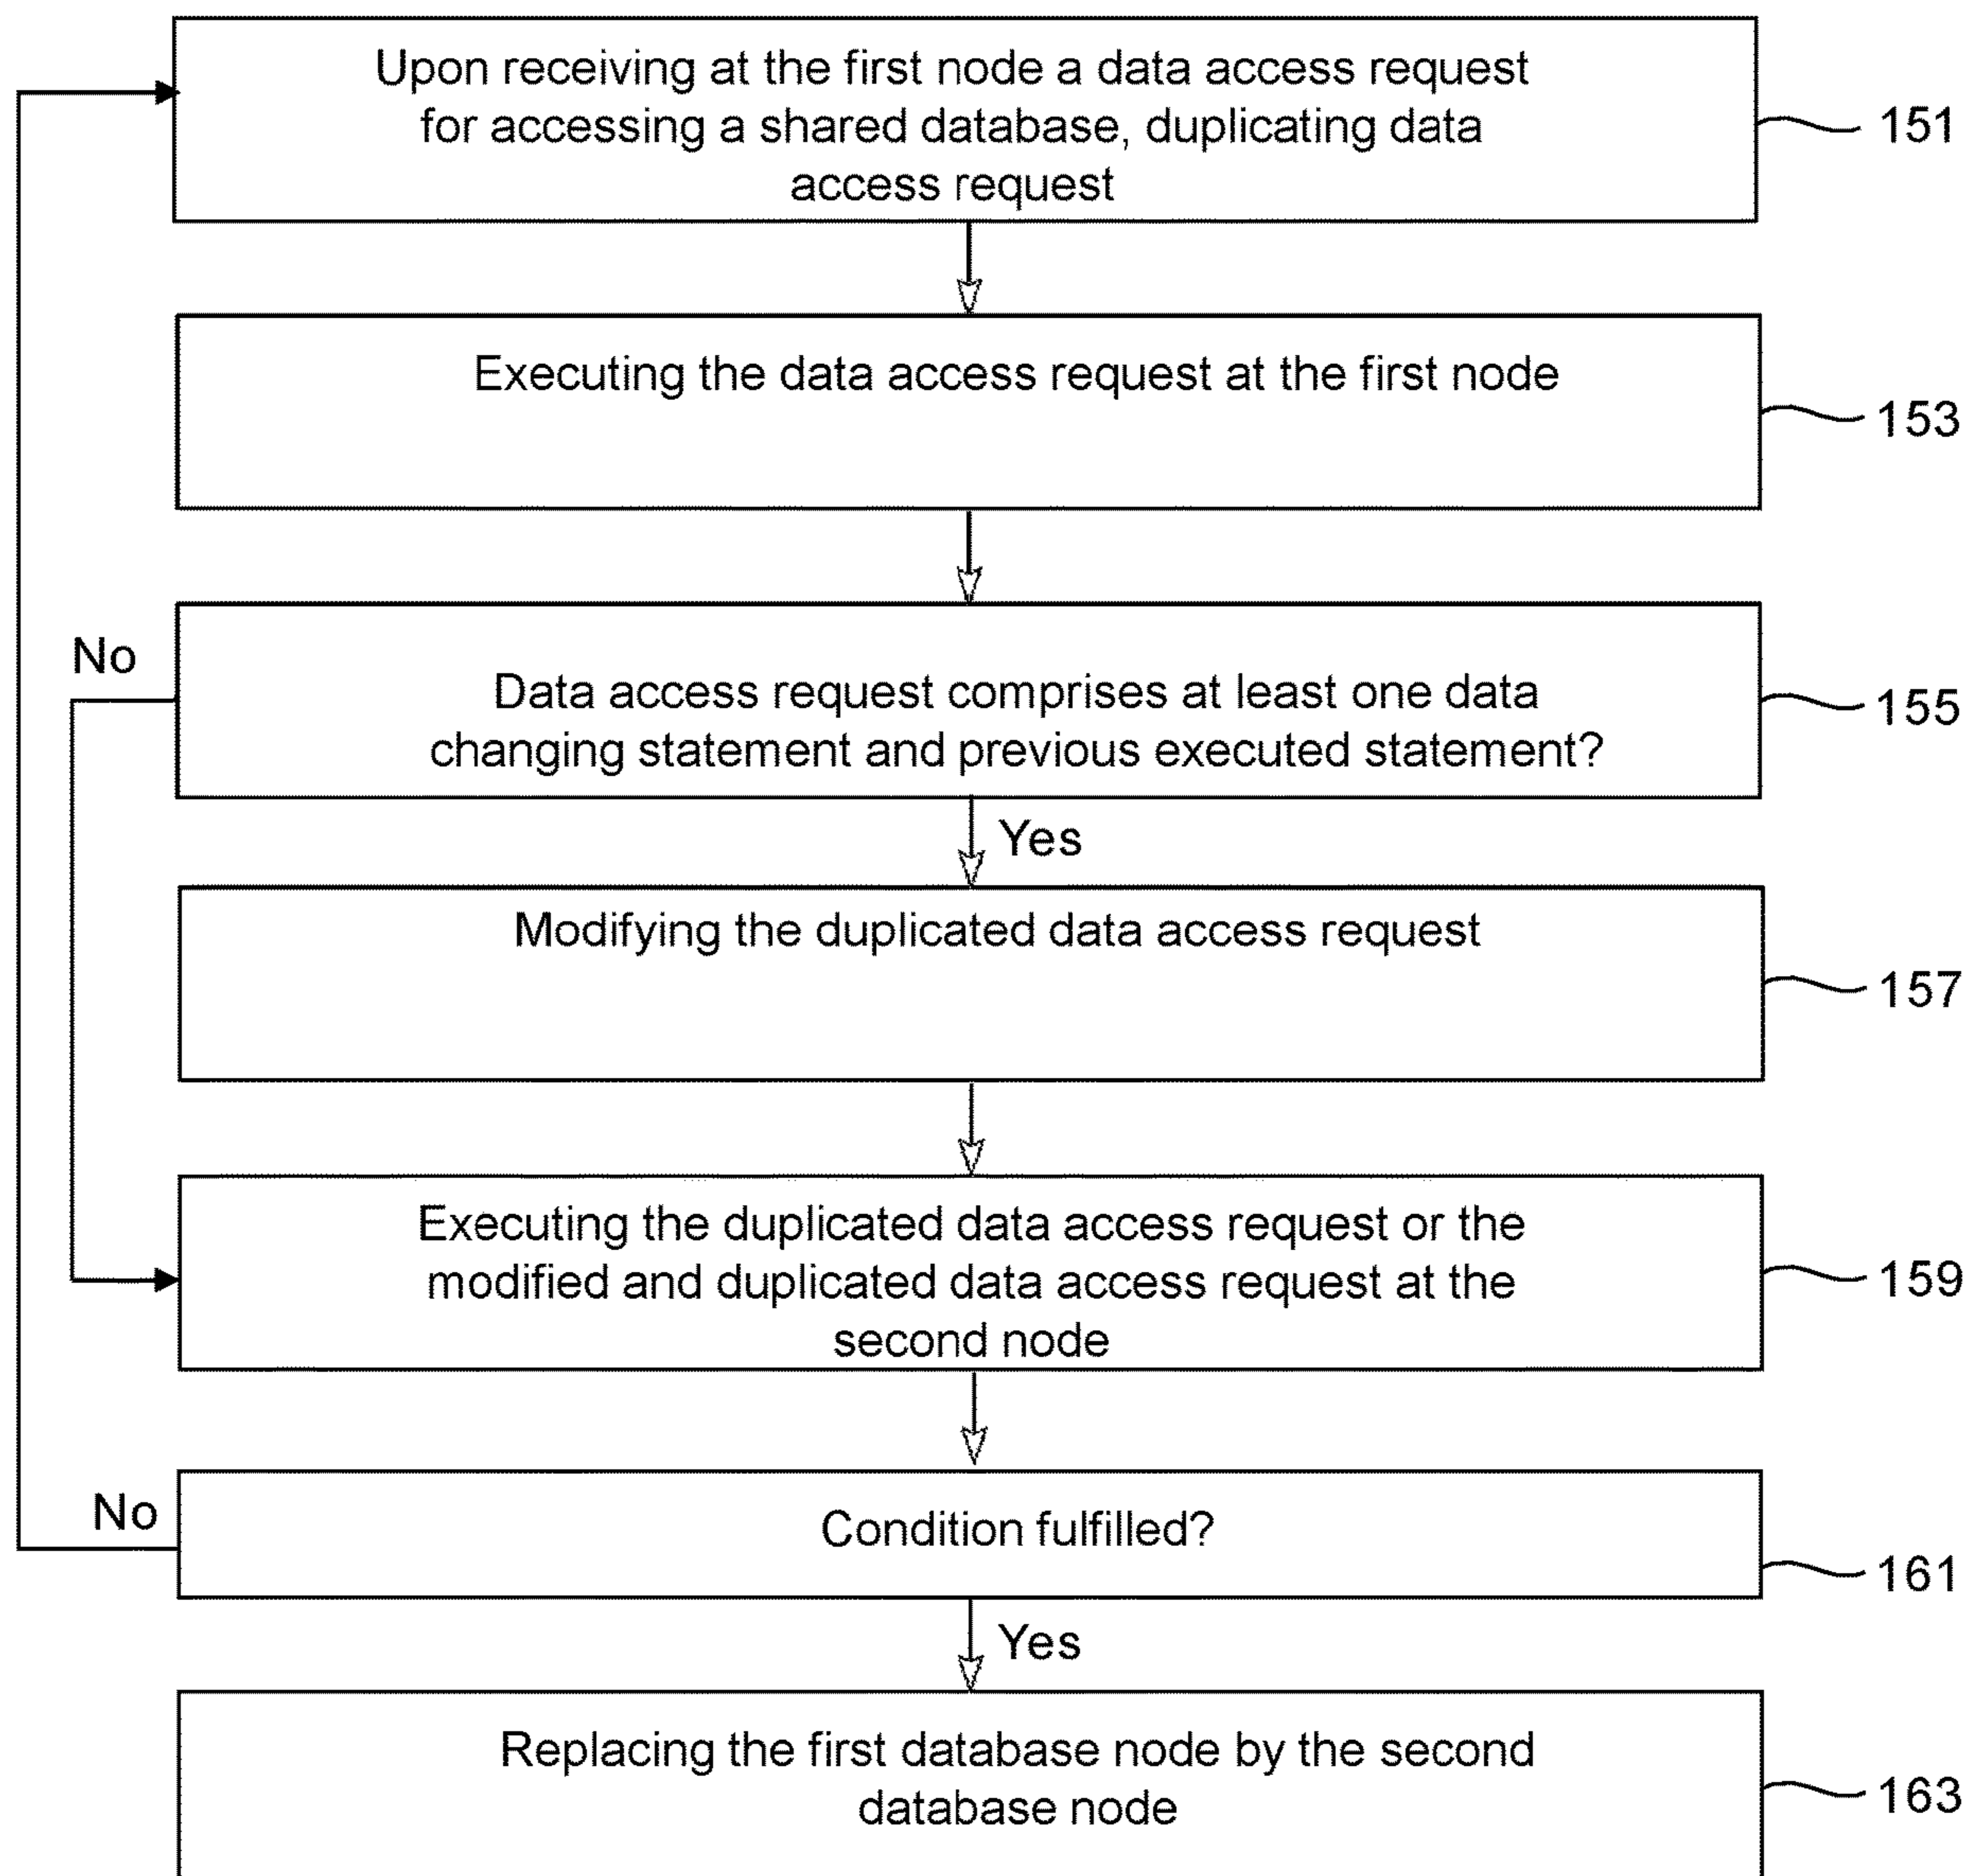 Upon receiving at the first node a data access request
for accessing a shared database, duplicating data
access request
151
Executing the data access request at the first node
153
No
Data access request comprises at least one data
changing statement and previous executed statement?
155
Yes
Modifying the duplicated data access request
157
Executing the duplicated data access request or the
modified and duplicated data access request at the
second node
159
No
Condition fulfilled?
161
Yes
Replacing the first database node by the second
database node
163